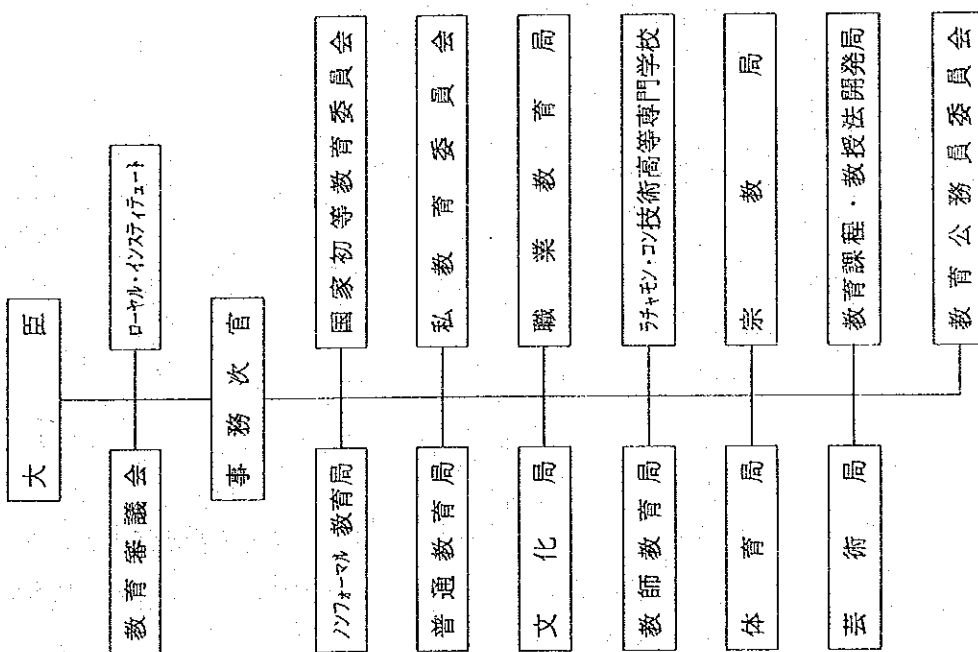 大臣
教育審議会
ローヤル・インスティテュート
事務次官
ノンフォーマル教育局
国家初等教育委員会
普通教育局
私教育委員会
文化局
職業教育局
教師教育局
ラチャモン・コン技術高等専門学校
体育局
宗教局
芸術局
教育課程・教授法開発局
教育公務員委員会